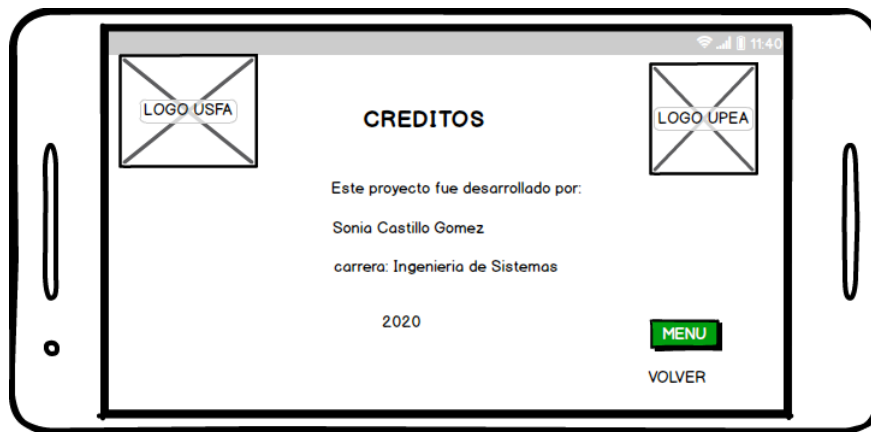 11:40
LOGO USFA
CREDITOS
LOGO UPEA
Este proyecto fue desarrollado por:
Sonia Castillo Gomez
carrera: Ingenieria de Sistemas
2020
MENU
VOLVER